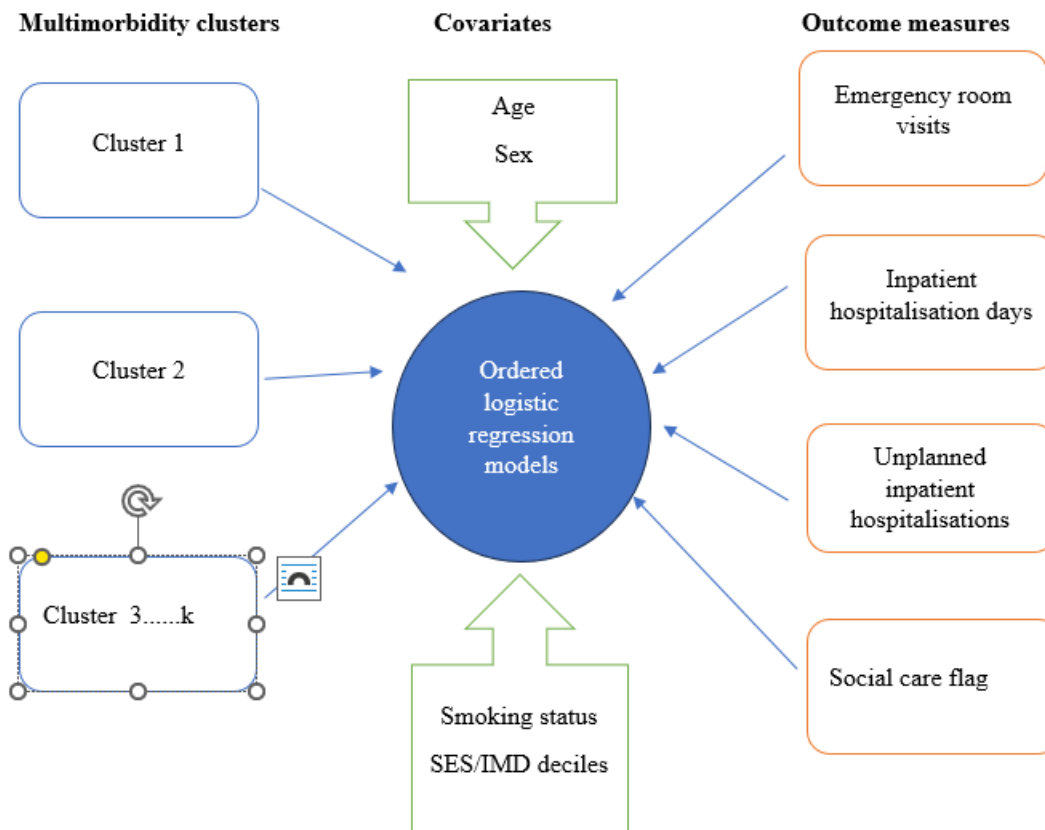 Multimorbidity clusters
Covariates
Outcome measures
Cluster 1
Cluster 2
Cluster 3......k
Age
Sex
Ordered
logistic
regression
models
Smoking status
SES/IMD deciles
Emergency room
visits
Inpatient
hospitalisation days
Unplanned
inpatient
hospitalisations
Social care flag